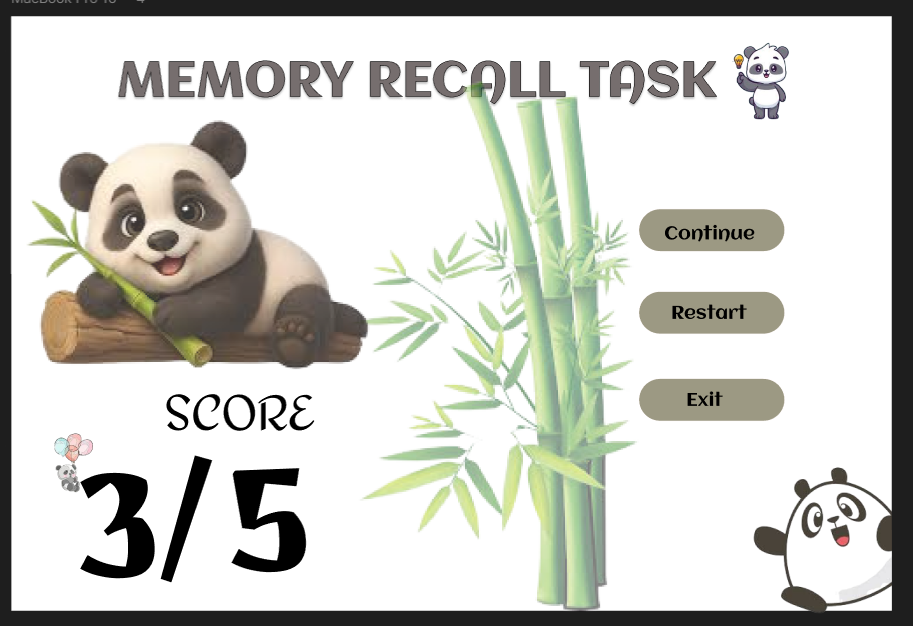 MEMORY RECALL TASK
Continue
Restart
Exit
SCORE
3/5